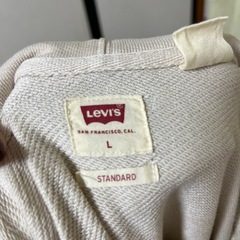 Levi's
SAN FRANCISCO, CAL.
L
STANDARD